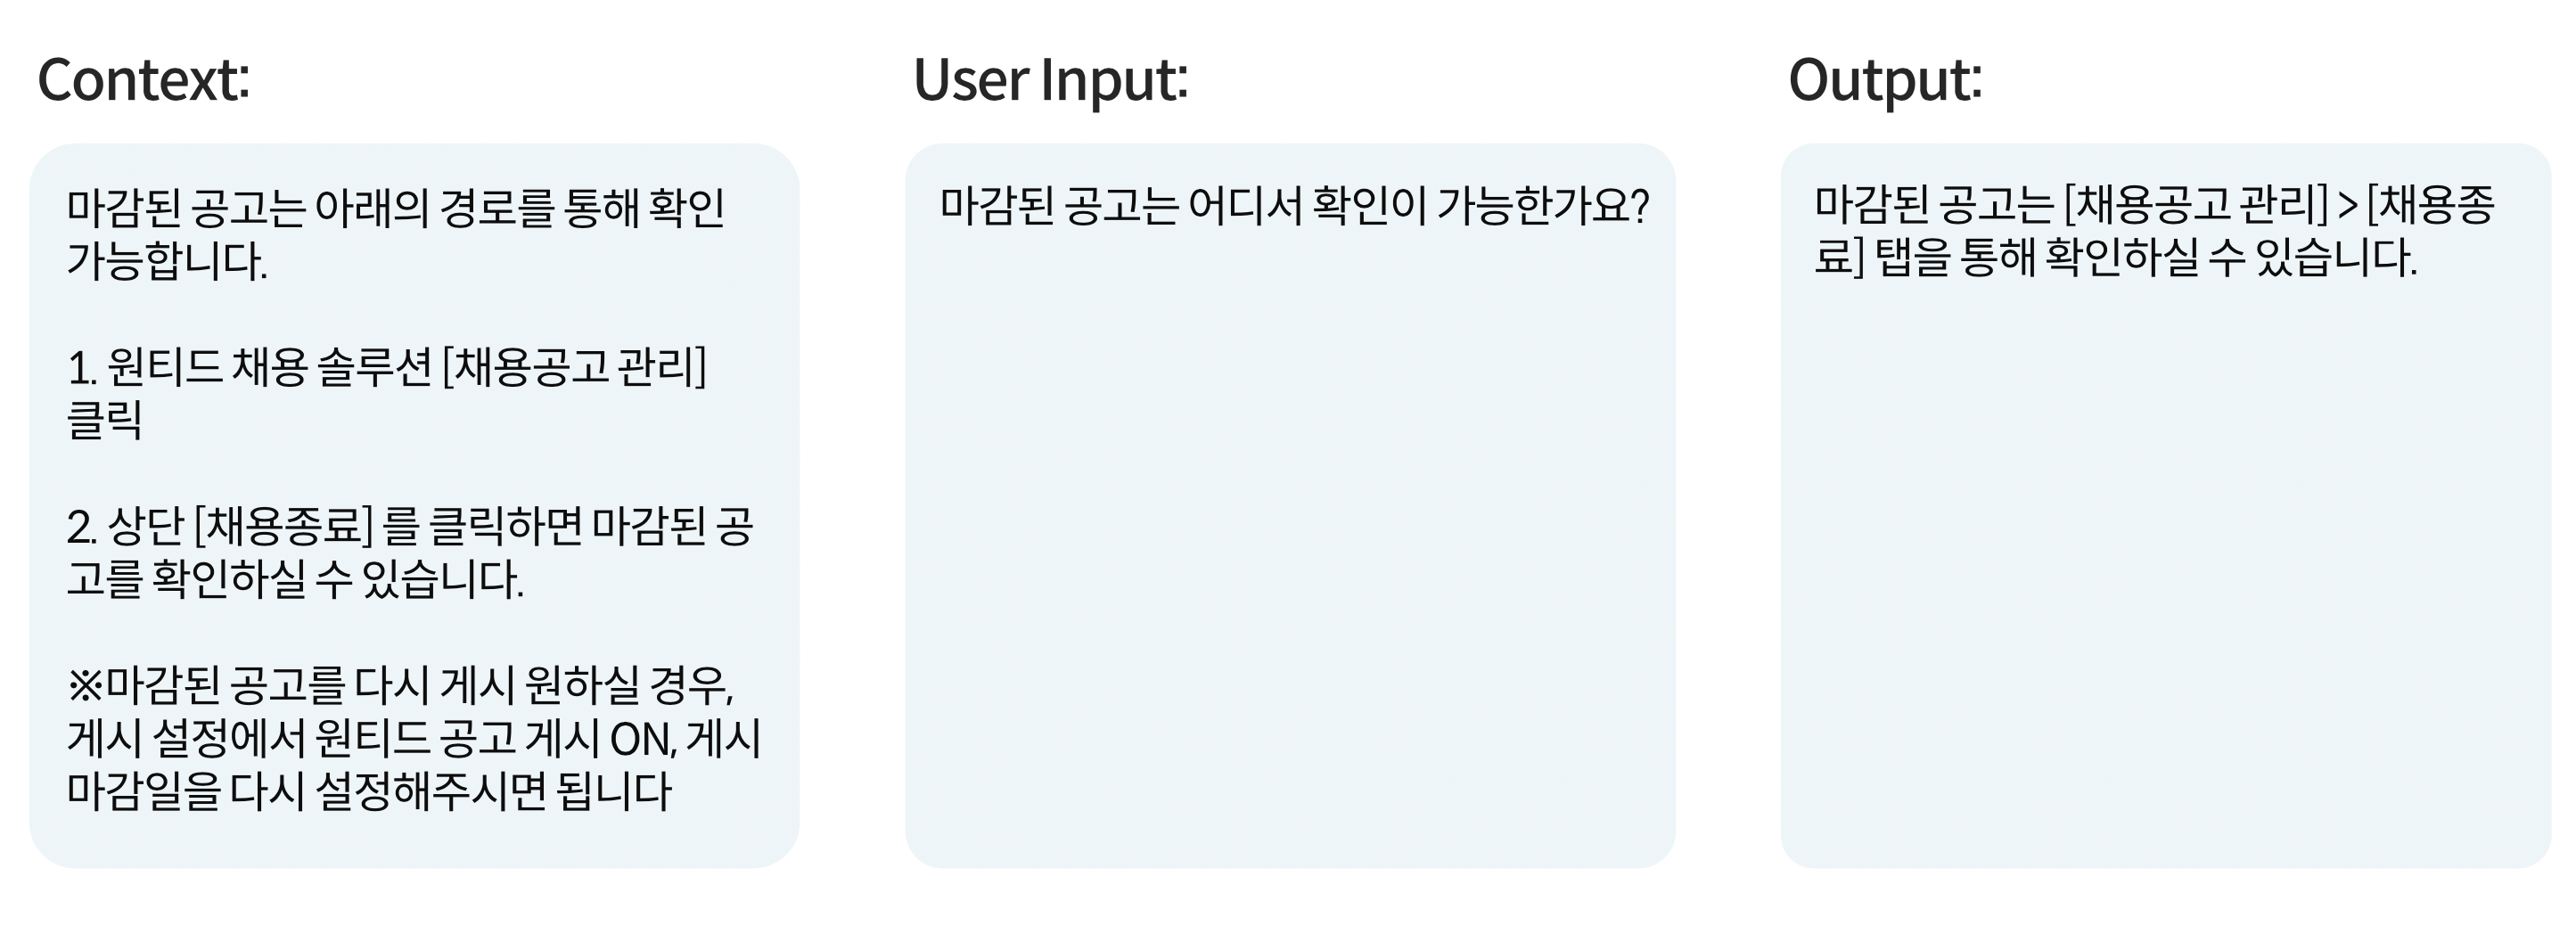 Context:
마감된 공고는 아래의 경로를 통해 확인
가능합니다.
1. 원티드 채용 솔루션 [채용공고 관리]
클릭
2. 상단 [채용종료] 를 클릭하면 마감된 공
고를 확인하실 수 있습니다.
※마감된 공고를 다시 게시 원하실 경우,
게시 설정에서 원티드 공고 게시 ON, 게시
마감일을 다시 설정해주시면 됩니다
User Input:
마감된 공고는 어디서 확인이 가능한가요?
Output:
마감된 공고는 [채용공고 관리] > [채용종
료] 탭을 통해 확인하실 수 있습니다.